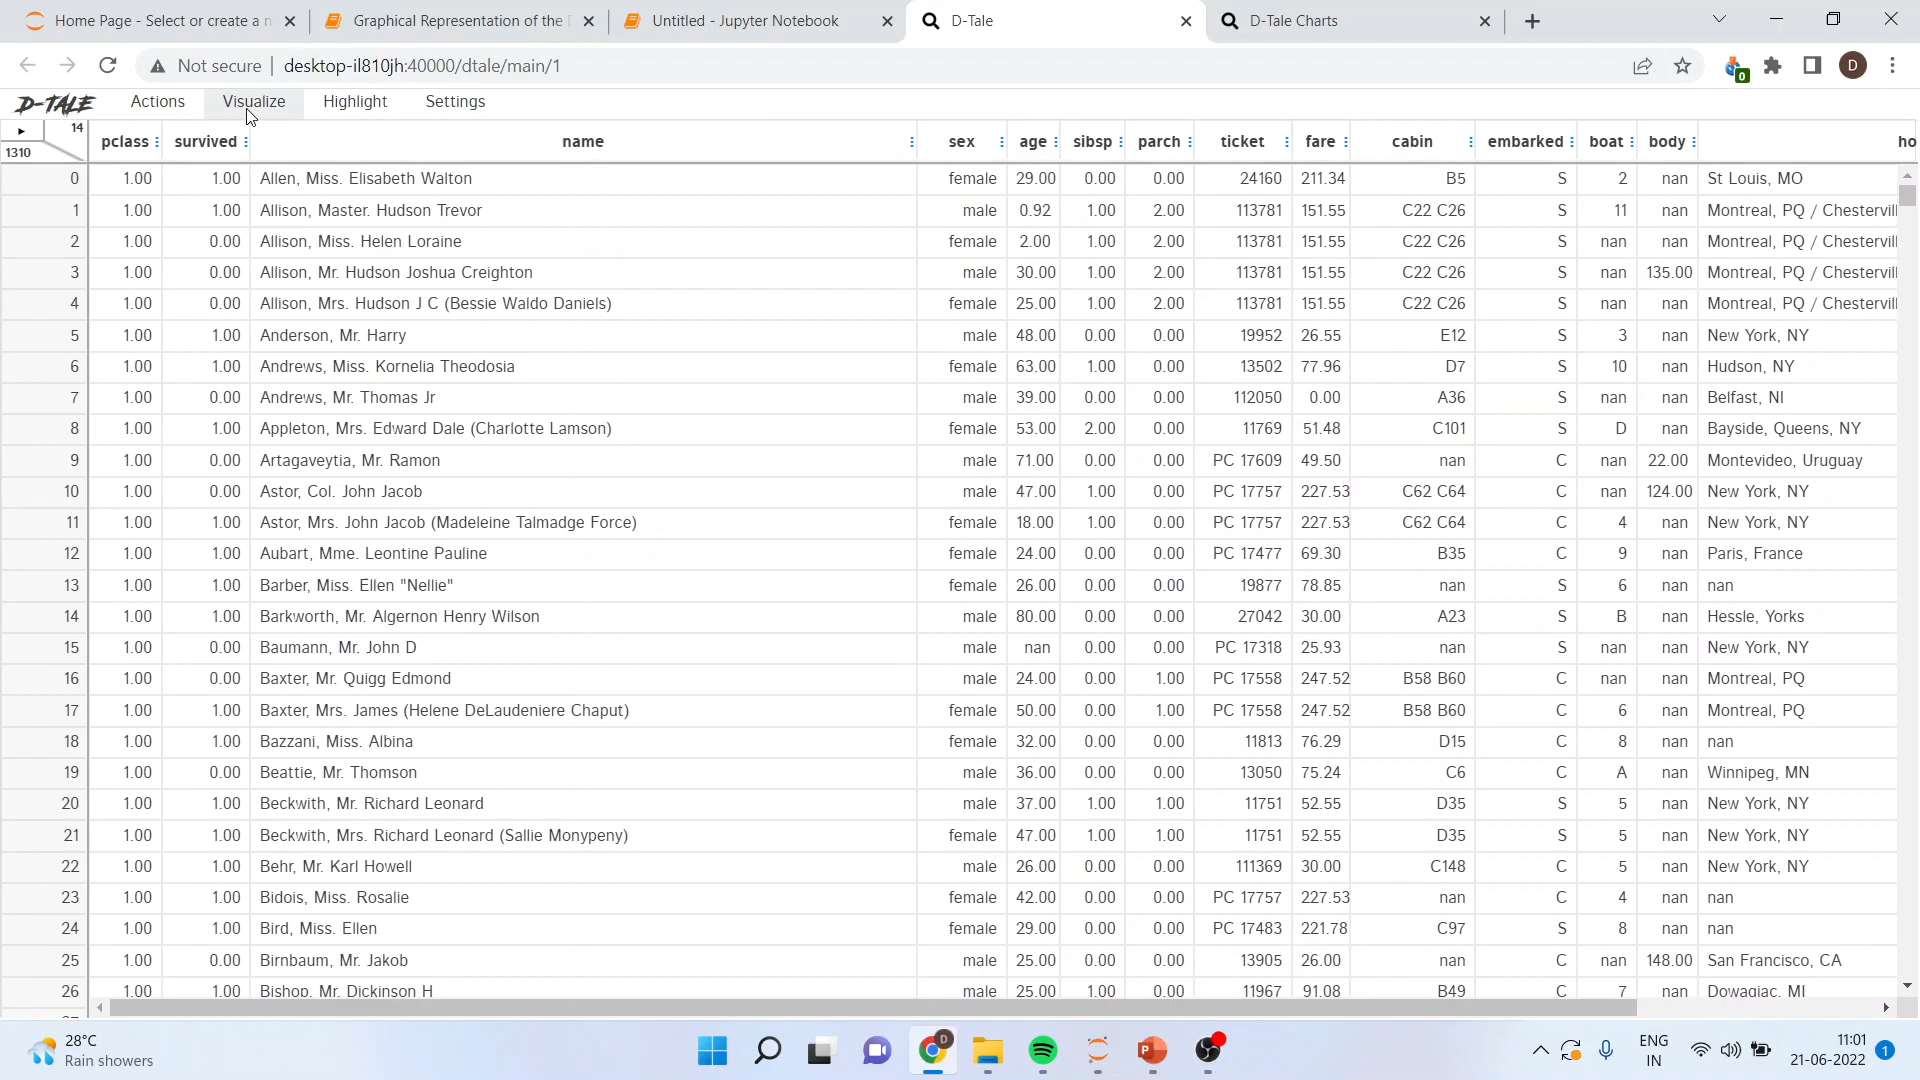 Home Page - Select or create a n
Graphical Representation of the D
Untitled - Jupyter Notebook
D-Tale
D-Tale Charts
Not secure
desktop-il810jh:40000/dtale/main/1
0
D
D-TALE
Actions
Visualize
Highlight
Settings
14
1310
pclass survived name sex age sibsp parch ticket fare cabin embarked boat body ho
0 1.00 1.00 Allen, Miss. Elisabeth Walton female 29.00 0.00 0.00 24160 211.34 B5 S 2 nan St Louis, MO
1 1.00 1.00 Allison, Master. Hudson Trevor male 0.92 1.00 2.00 113781 151.55 C22 C26 S 11 nan Montreal, PQ / Chestervill
2 1.00 0.00 Allison, Miss. Helen Loraine female 2.00 1.00 2.00 113781 151.55 C22 C26 S nan nan Montreal, PQ / Chestervill
3 1.00 0.00 Allison, Mr. Hudson Joshua Creighton male 30.00 1.00 2.00 113781 151.55 C22 C26 S nan 135.00 Montreal, PQ / Chestervill
4 1.00 0.00 Allison, Mrs. Hudson J C (Bessie Waldo Daniels) female 25.00 1.00 2.00 113781 151.55 C22 C26 S nan nan Montreal, PQ / Chestervill
5 1.00 1.00 Anderson, Mr. Harry male 48.00 0.00 0.00 19952 26.55 E12 S 3 nan New York, NY
6 1.00 1.00 Andrews, Miss. Kornelia Theodosia female 63.00 1.00 0.00 13502 77.96 D7 S 10 nan Hudson, NY
7 1.00 0.00 Andrews, Mr. Thomas Jr male 39.00 0.00 0.00 112050 0.00 A36 S nan nan Belfast, NI
8 1.00 1.00 Appleton, Mrs. Edward Dale (Charlotte Lamson) female 53.00 2.00 0.00 11769 51.48 C101 S D nan Bayside, Queens, NY
9 1.00 0.00 Artagaveytia, Mr. Ramon male 71.00 0.00 0.00 PC 17609 49.50 nan C nan 22.00 Montevideo, Uruguay
10 1.00 0.00 Astor, Col. John Jacob male 47.00 1.00 0.00 PC 17757 227.53 C62 C64 C nan 124.00 New York, NY
11 1.00 1.00 Astor, Mrs. John Jacob (Madeleine Talmadge Force) female 18.00 1.00 0.00 PC 17757 227.53 C62 C64 C 4 nan New York, NY
12 1.00 1.00 Aubart, Mme. Leontine Pauline female 24.00 0.00 0.00 PC 17477 69.30 B35 C 9 nan Paris, France
13 1.00 1.00 Barber, Miss. Ellen "Nellie" female 26.00 0.00 0.00 19877 78.85 nan S 6 nan nan
14 1.00 1.00 Barkworth, Mr. Algernon Henry Wilson male 80.00 0.00 0.00 27042 30.00 A23 S B nan Hessle, Yorks
15 1.00 0.00 Baumann, Mr. John D male nan 0.00 0.00 PC 17318 25.93 nan S nan nan New York, NY
16 1.00 0.00 Baxter, Mr. Quigg Edmond male 24.00 0.00 1.00 PC 17558 247.52 B58 B60 C nan nan Montreal, PQ
17 1.00 1.00 Baxter, Mrs. James (Helene DeLaudeniere Chaput) female 50.00 0.00 1.00 PC 17558 247.52 B58 B60 C 6 nan Montreal, PQ
18 1.00 1.00 Bazzani, Miss. Albina female 32.00 0.00 0.00 11813 76.29 D15 C 8 nan nan
19 1.00 0.00 Beattie, Mr. Thomson male 36.00 0.00 0.00 13050 75.24 C6 C A nan Winnipeg, MN
20 1.00 1.00 Beckwith, Mr. Richard Leonard male 37.00 1.00 1.00 11751 52.55 D35 S 5 nan New York, NY
21 1.00 1.00 Beckwith, Mrs. Richard Leonard (Sallie Monypeny) female 47.00 1.00 1.00 11751 52.55 D35 S 5 nan New York, NY
22 1.00 1.00 Behr, Mr. Karl Howell male 26.00 0.00 0.00 111369 30.00 C148 C 5 nan New York, NY
23 1.00 1.00 Bidois, Miss. Rosalie female 42.00 0.00 0.00 PC 17757 227.53 nan C 4 nan nan
24 1.00 1.00 Bird, Miss. Ellen female 29.00 0.00 0.00 PC 17483 221.78 C97 S 8 nan nan
25 1.00 0.00 Birnbaum, Mr. Jakob male 25.00 0.00 0.00 13905 26.00 nan C nan 148.00 San Francisco, CA
26 1.00 1.00 Bishop, Mr. Dickinson H male 25.00 1.00 0.00 11967 91.08 B49 C 7 nan Dowagiac, MI
28°C
Rain showers
D
ENG
IN
11:01
21-06-2022
1